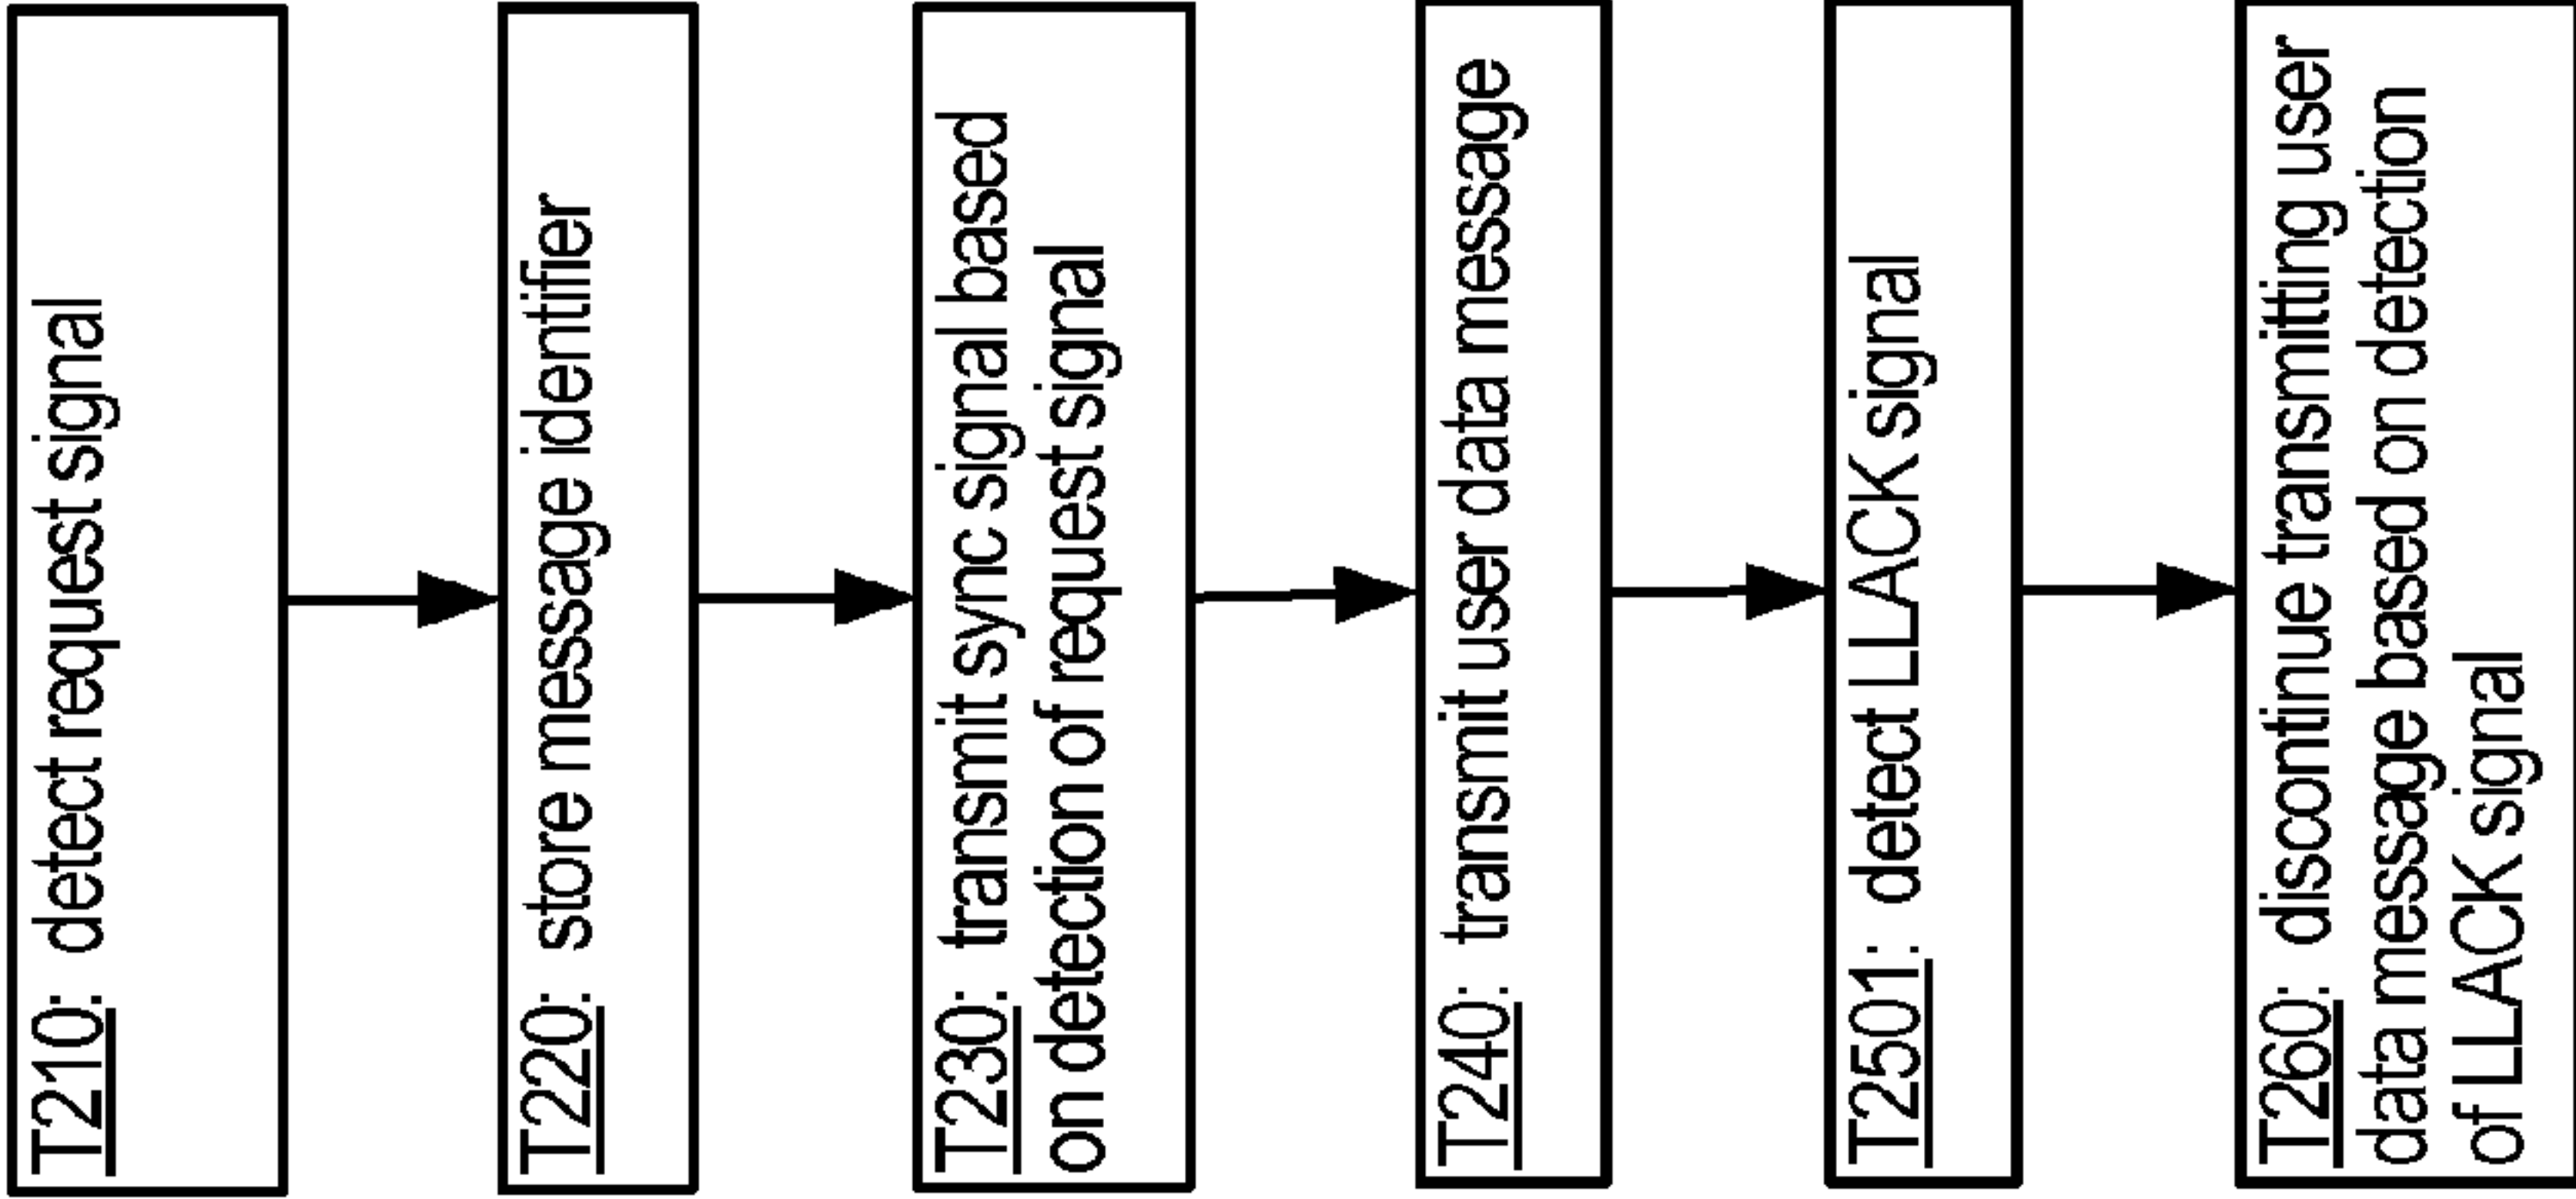 T210: detect request signal
T220: store message identifier
T230: transmit sync signal based
on detection of request signal
T240: transmit user data message
T2501: detect LLACK signal
T260: discontinue transmitting user
data message based on detection
of LLACK signal